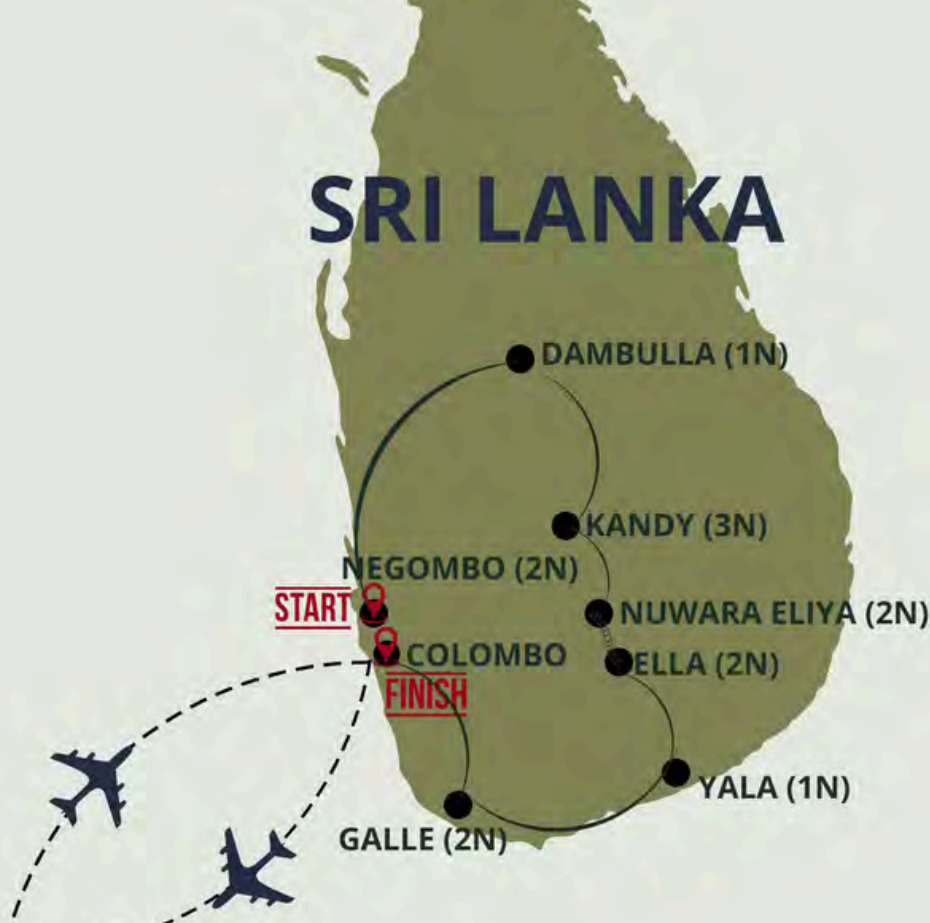 SRI LANKA
DAMBULLA (1N)
KANDY (3N)
NEGOMBO (2N)
START
NUWARA ELIYA (2N)
COLOMBO
ELLA (2N)
FINISH
YALA (1N)
GALLE (2N)